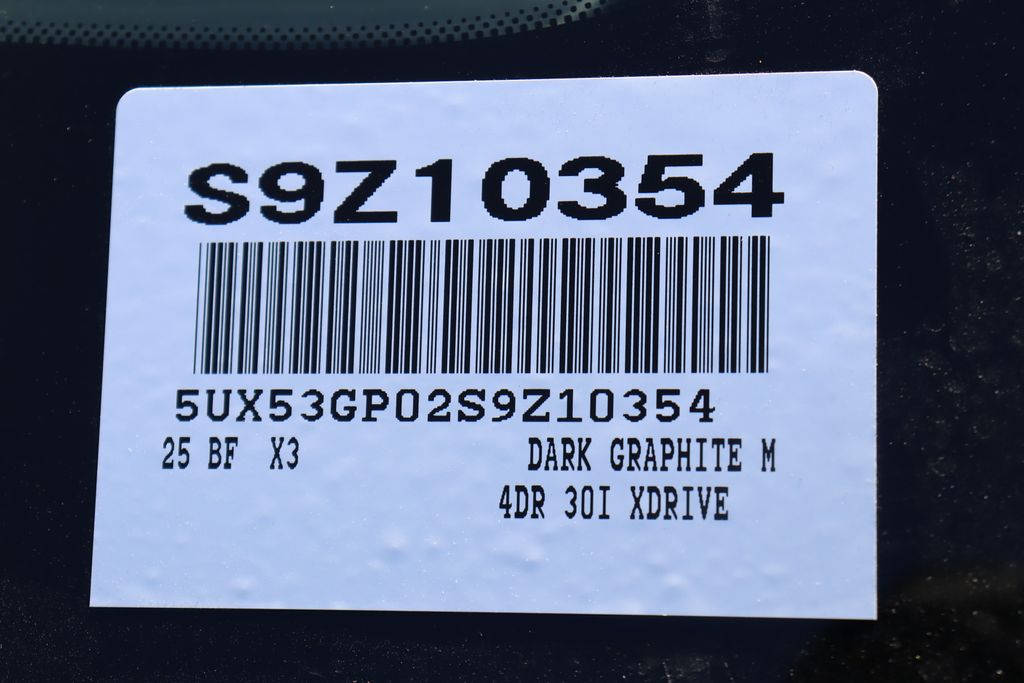 S9Z10354
5UX53GP02S9Z10354
25 BF X3 DARK GRAPHITE M
4DR 30I XDRIVE